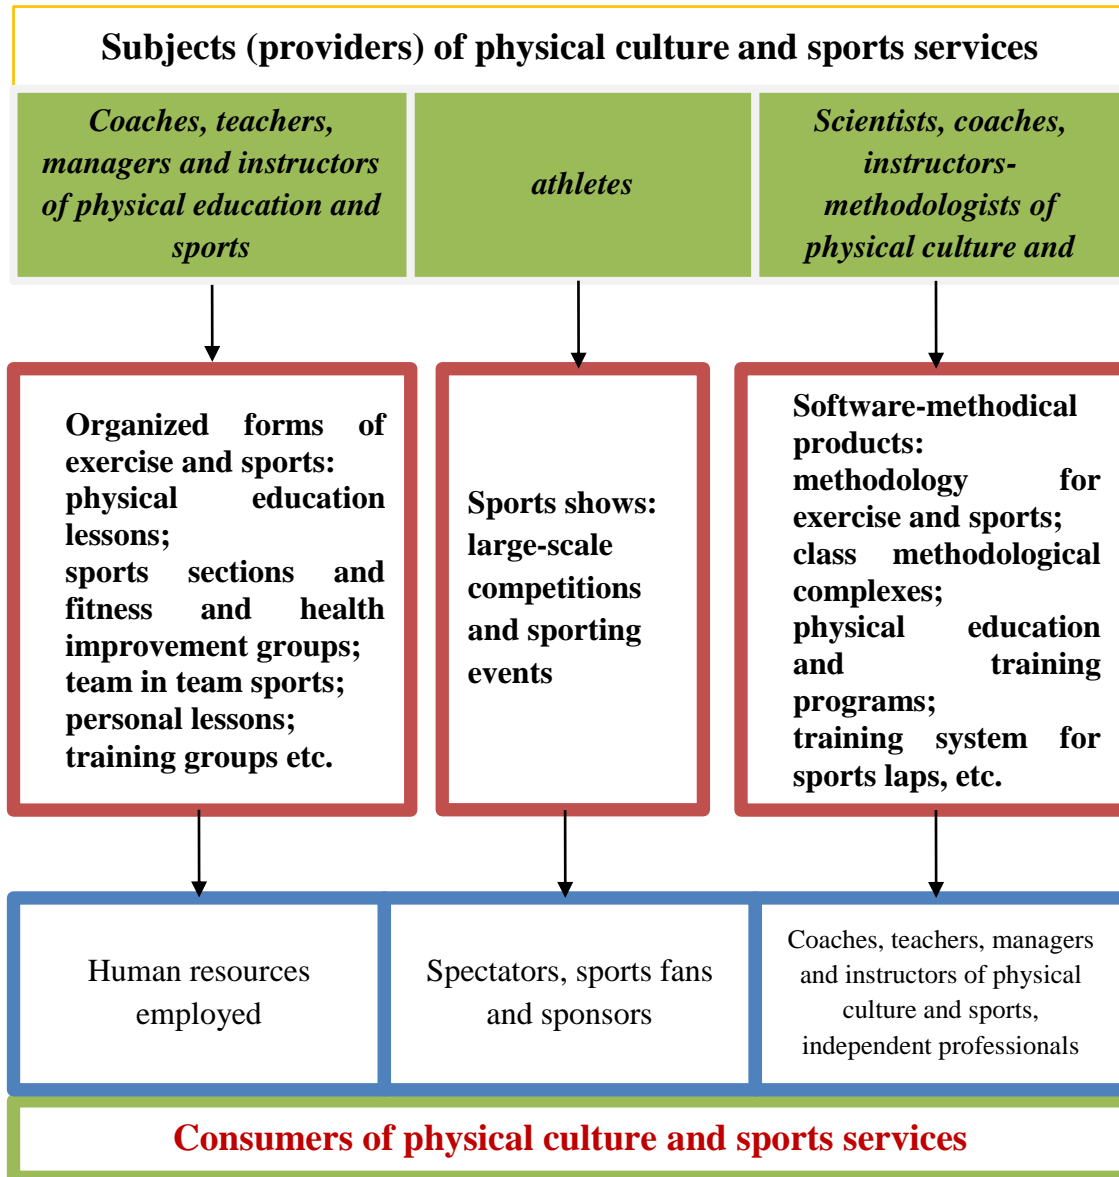 Subjects (providers) of physical culture and sports services
Coaches, teachers,
managers and instructors
of physical education and
sports
athletes
Scientists, coaches,
instructors-
methodologists of
physical culture and
Organized forms of
exercise and sports:
physical education
lessons;
sports sections and
fitness and health
improvement groups;
team in team sports;
personal lessons;
training groups etc.
Sports shows:
large-scale
competitions
and sporting
events
Software-methodical
products:
methodology for
exercise and sports;
class methodological
complexes;
physical education
and training
programs;
training system for
sports laps, etc.
Human resources
employed
Spectators, sports fans
and sponsors
Coaches, teachers, managers
and instructors of physical
culture and sports,
independent professionals
Consumers of physical culture and sports services